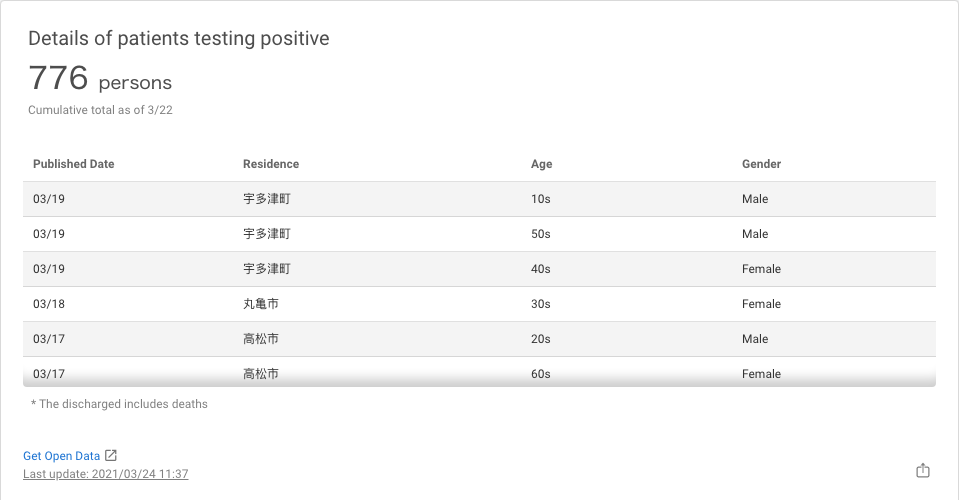 Details of patients testing positive
776 persons
Cumulative total as of 3/22
Published Date Residence Age Gender
03/19 宇多津町 10s Male
03/19 宇多津町 50s Male
03/19 宇多津町 40s Female
03/18 丸亀市 30s Female
03/17 高松市 20s Male
03/17 高松市 60s Female
* The discharged includes deaths
Get Open Data
Last update: 2021/03/24 11:37